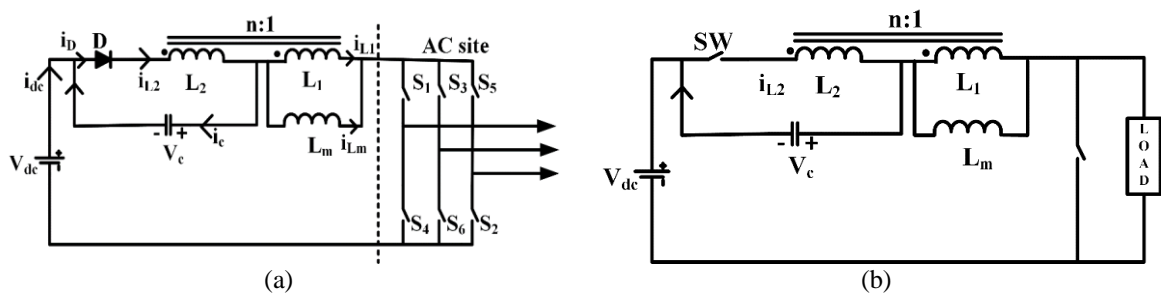 n:1
i_D D i_L1 AC site
i_dc i_L2 L_2 L_1 S_1 S_3 S_5
i_c
- + L_m i_Lm
V_c
V_dc
S_4 S_6 S_2
(a)
n:1
SW
i_L2 L_2 L_1
- +
V_c L_m
V_dc
LOAD
(b)